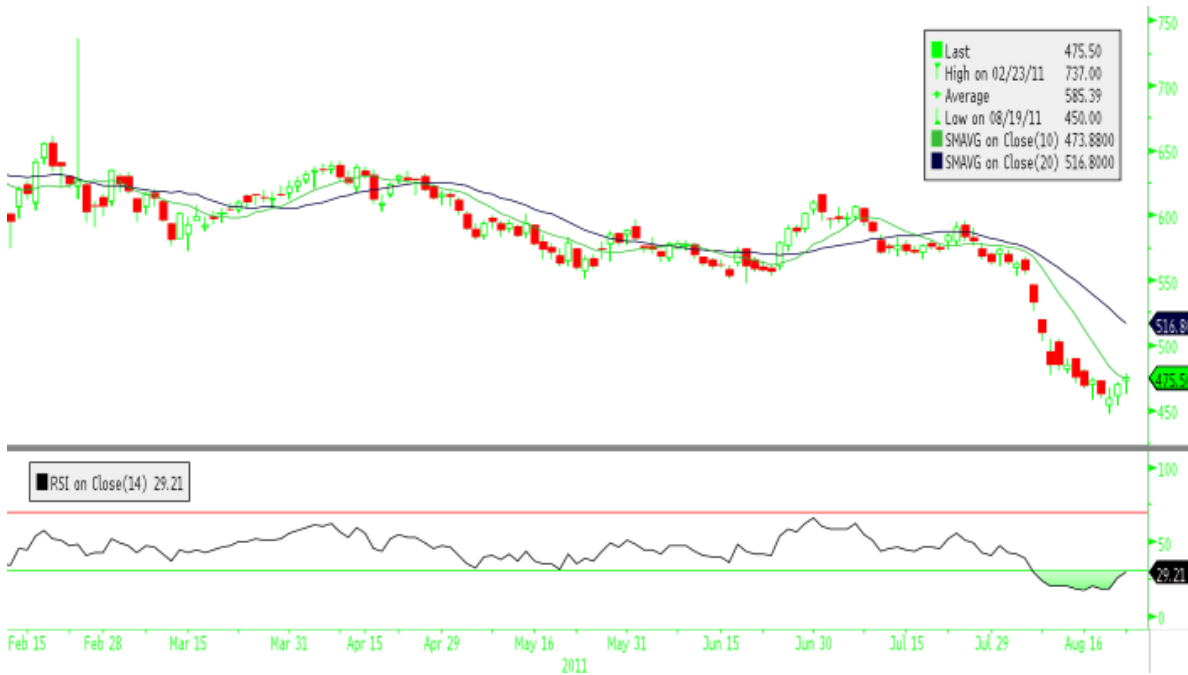 750
Last 475.50
High on 02/23/11 737.00
Average 585.39
Low on 08/19/11 450.00
SMAVG on Close(10) 473.8800
SMAVG on Close(20) 516.8000
700
650
600
550
516.80
500
475.50
450
RSI on Close(14) 29.21
100
50
29.21
0
Feb 15 Feb 28 Mar 15 Mar 31 Apr 15 Apr 29 May 16 May 31 Jun 15 Jun 30 Jul 15 Jul 29 Aug 16
2011